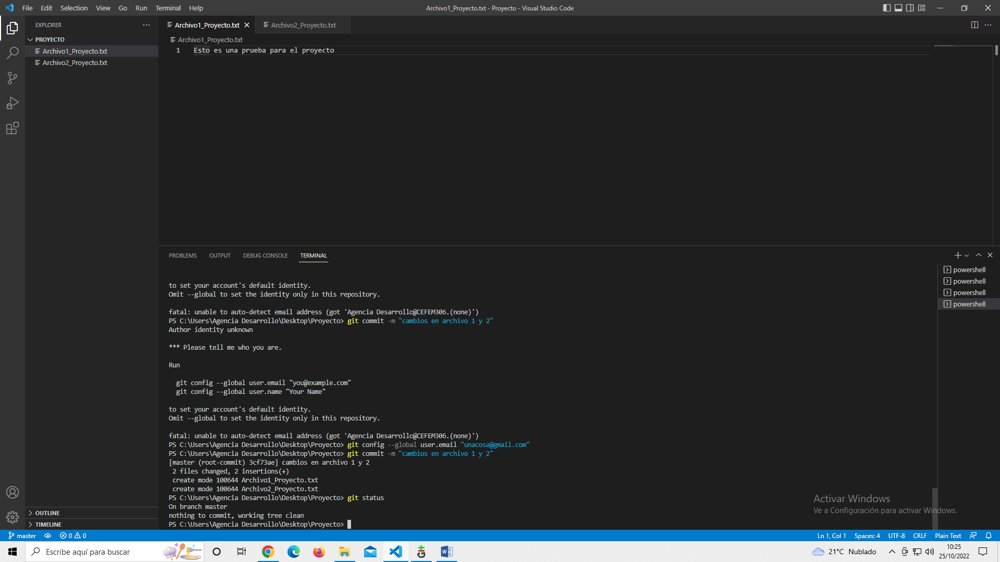 File Edit Selection View Go Run Terminal Help
Archivo1_Proyecto.txt - Proyecto - Visual Studio Code
EXPLORER
PROYECTO
Archivo1_Proyecto.txt
Archivo2_Proyecto.txt
Archivo1_Proyecto.txt
Archivo2_Proyecto.txt
Archivo1_Proyecto.txt
1 Esto es una prueba para el proyecto
PROBLEMS OUTPUT DEBUG CONSOLE TERMINAL
to set your account's default identity.
Omit --global to set the identity only in this repository.
fatal: unable to auto-detect email address (got 'Agencia Desarrollo@CEFEM306.(none)')
PS C:\Users\Agencia Desarrollo\Desktop\Proyecto> git commit -m "cambios en archivo 1 y 2"
Author identity unknown
*** Please tell me who you are.
Run
git config --global user.email "you@example.com"
git config --global user.name "Your Name"
to set your account's default identity.
Omit --global to set the identity only in this repository.
fatal: unable to auto-detect email address (got 'Agencia Desarrollo@CEFEM306.(none)')
PS C:\Users\Agencia Desarrollo\Desktop\Proyecto> git config --global user.email "unacosa@gmail.com"
PS C:\Users\Agencia Desarrollo\Desktop\Proyecto> git commit -m "cambios en archivo 1 y 2"
[master (root-commit) 3cf73ae] cambios en archivo 1 y 2
2 files changed, 2 insertions(+)
create mode 100644 Archivo1_Proyecto.txt
create mode 100644 Archivo2_Proyecto.txt
PS C:\Users\Agencia Desarrollo\Desktop\Proyecto> git status
On branch master
nothing to commit, working tree clean
PS C:\Users\Agencia Desarrollo\Desktop\Proyecto>
powershell
powershell
powershell
powershell
Activar Windows
Ve a Configuración para activar Windows.
OUTLINE
TIMELINE
master 0 0
Ln 1, Col 1 Spaces: 4 UTF-8 CRLF Plain Text
Escribe aquí para buscar
21°C Nublado
10:25
25/10/2022